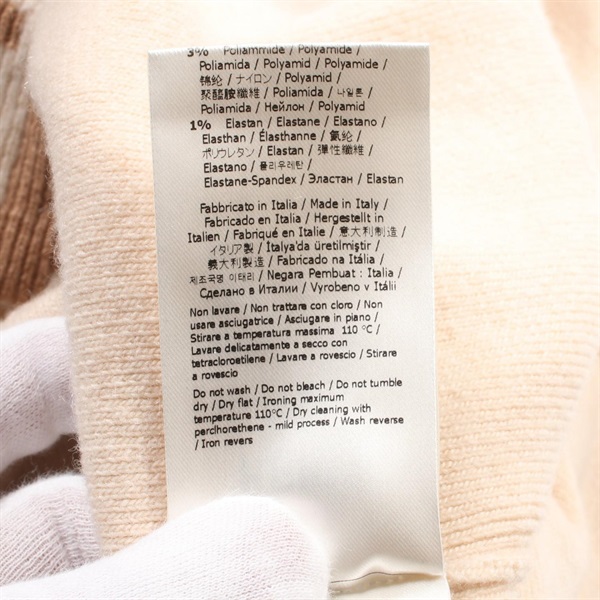 3% Poliammide / Polyamide /
Poliamida / Polyamid / Polyamide /
锦纶 / ナイロン / Polyamid /
聚醯胺纖維 / Poliamida / 나일론 /
Poliamida / Нейлон / Polyamid
1% Elastan / Elastane / Elastano /
Elasthan / Élasthanne / 氨纶 /
ポリウレタン / Elastan / 彈性纖維 /
Elastano / 폴리우레탄 /
Elastane-Spandex / Эластан / Elastan
Fabbricato in Italia / Made in Italy /
Fabricado en Italia / Hergestellt in
Italien / Fabriqué en Italie / 意大利制造 /
イタリア製 / İtalya'da üretilmiştir /
義大利製造 / Fabricado na Itália /
제조국명 이태리 / Negara Pembuat : Italia /
Сделано в Италии / Vyrobeno v Itálii
Non lavare / Non trattare con cloro / Non
usare asciugatrice / Asciugare in piano /
Stirare a temperatura massima 110 °C /
Lavare delicatamente a secco con
tetracloroetilene / Lavare a rovescio / Stirare
a rovescio
Do not wash / Do not bleach / Do not tumble
dry / Dry flat / Ironing maximum
temperature 110°C / Dry cleaning with
perclhorethene - mild process / Wash reverse
/ Iron revers